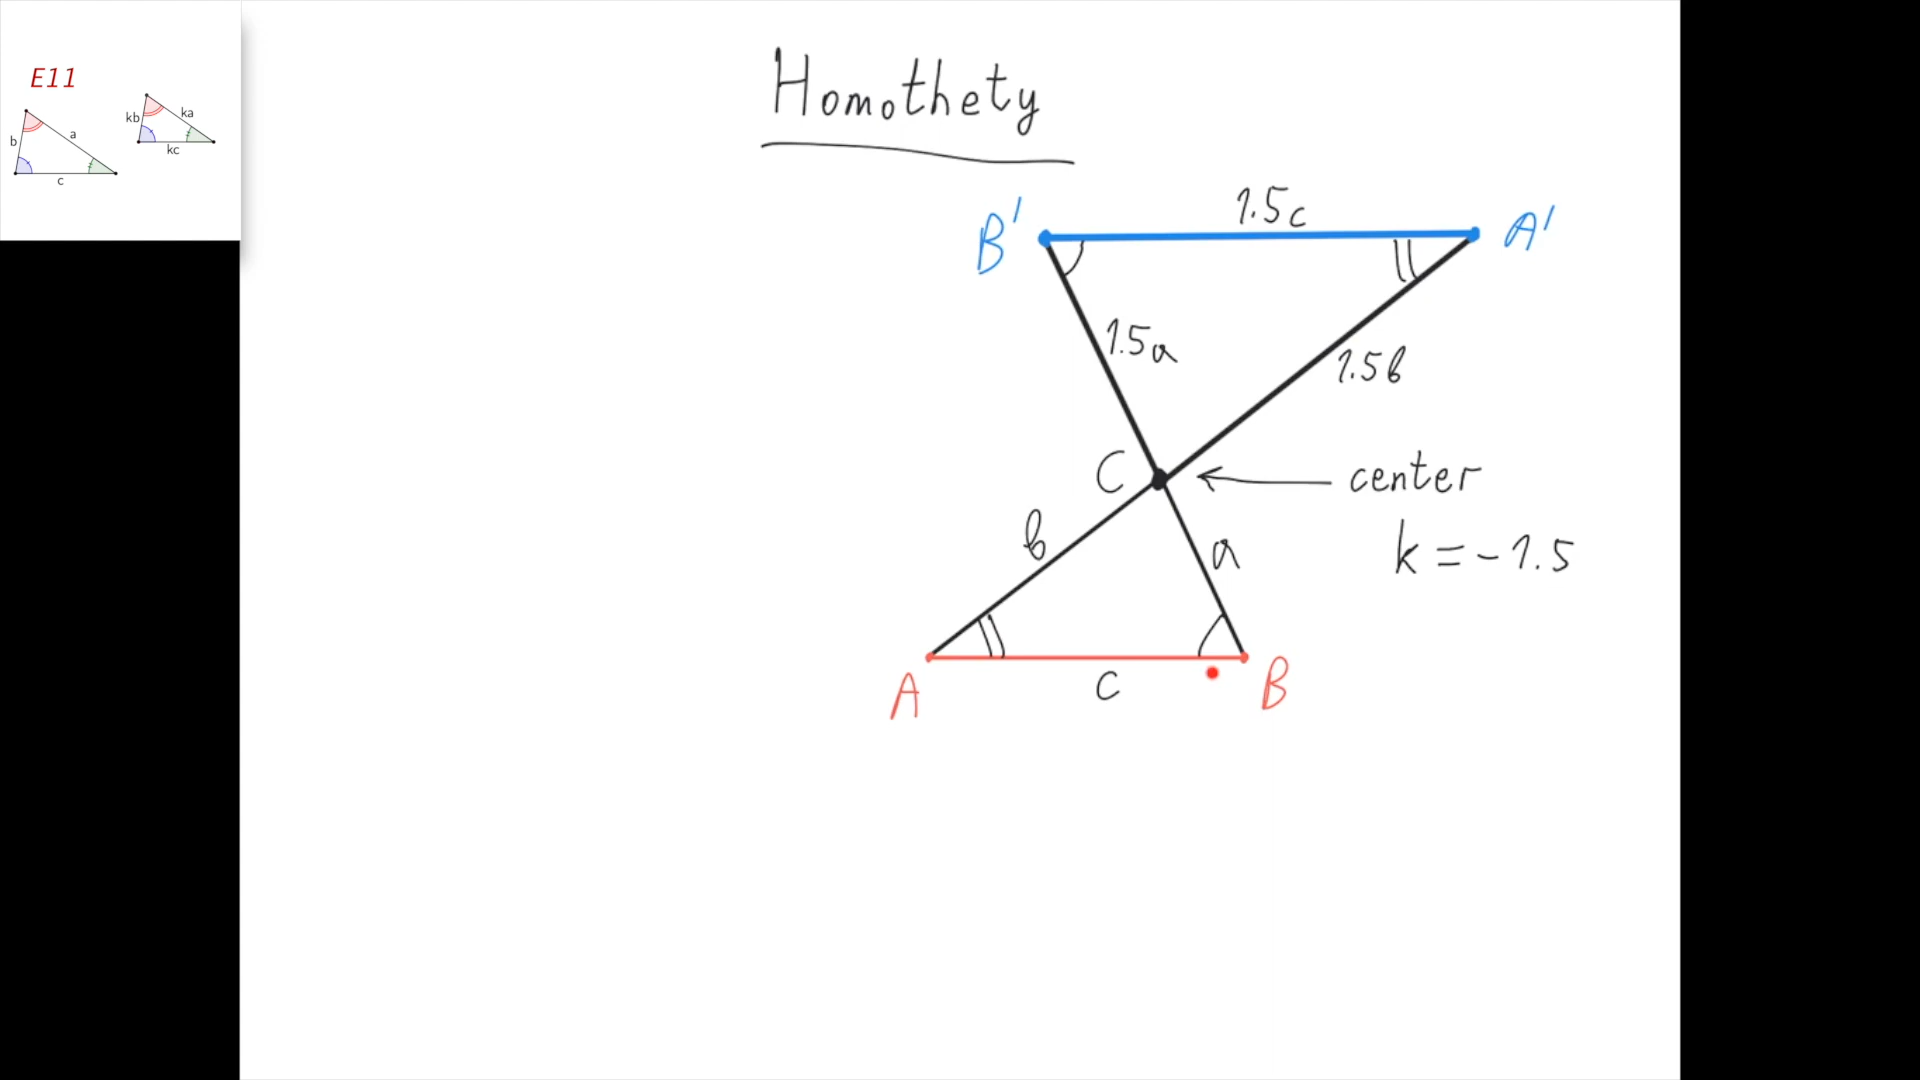 E11
b
a
c
kb
ka
kc
Homothety
1.5c
B'
A'
1.5a
1.5b
C
center
b
a
k = -1.5
A
c
B